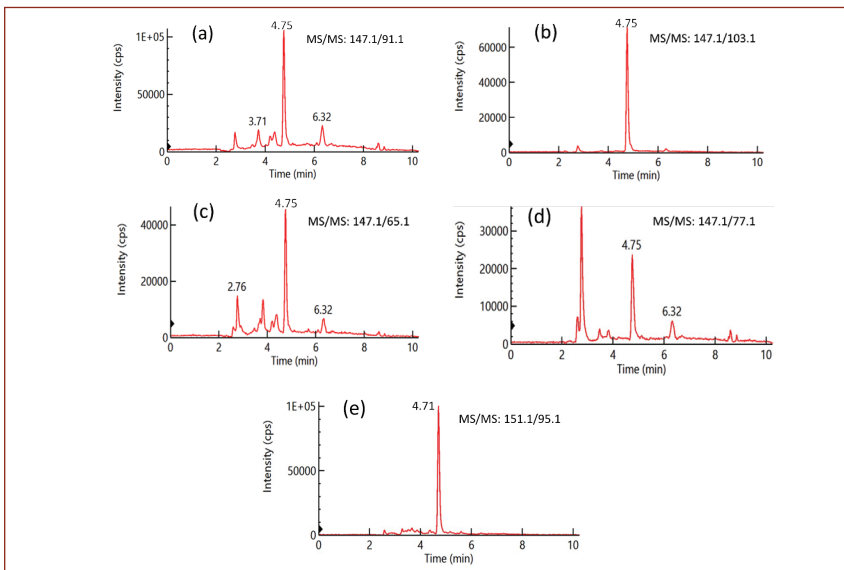 (a)
4.75
MS/MS: 147.1/91.1
1E+05
50000
0
3.71
6.32
Intensity (cps)
0 2 4 6 8 10
Time (min)
(b)
4.75
MS/MS: 147.1/103.1
60000
40000
20000
0
Intensity (cps)
0 2 4 6 8 10
Time (min)
(c)
4.75
MS/MS: 147.1/65.1
40000
20000
0
2.76
6.32
Intensity (cps)
0 2 4 6 8 10
Time (min)
(d)
MS/MS: 147.1/77.1
4.75
30000
20000
10000
0
6.32
Intensity (cps)
0 2 4 6 8 10
Time (min)
(e)
4.71
MS/MS: 151.1/95.1
1E+05
50000
0
Intensity (cps)
0 2 4 6 8 10
Time (min)